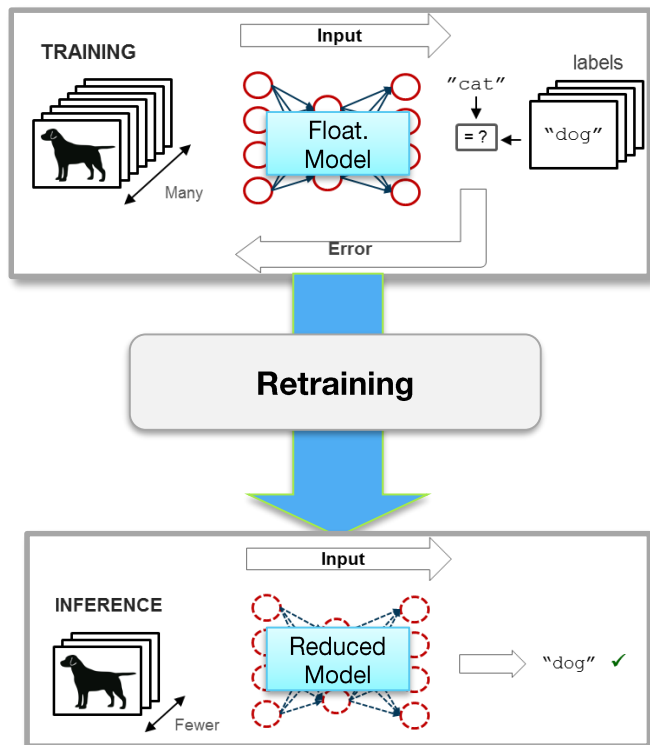 Input
TRAINING
labels
"cat"
Float.
Model
= ?
"dog"
Many
Error
Retraining
Input
INFERENCE
Reduced
Model
"dog" ✓
Fewer